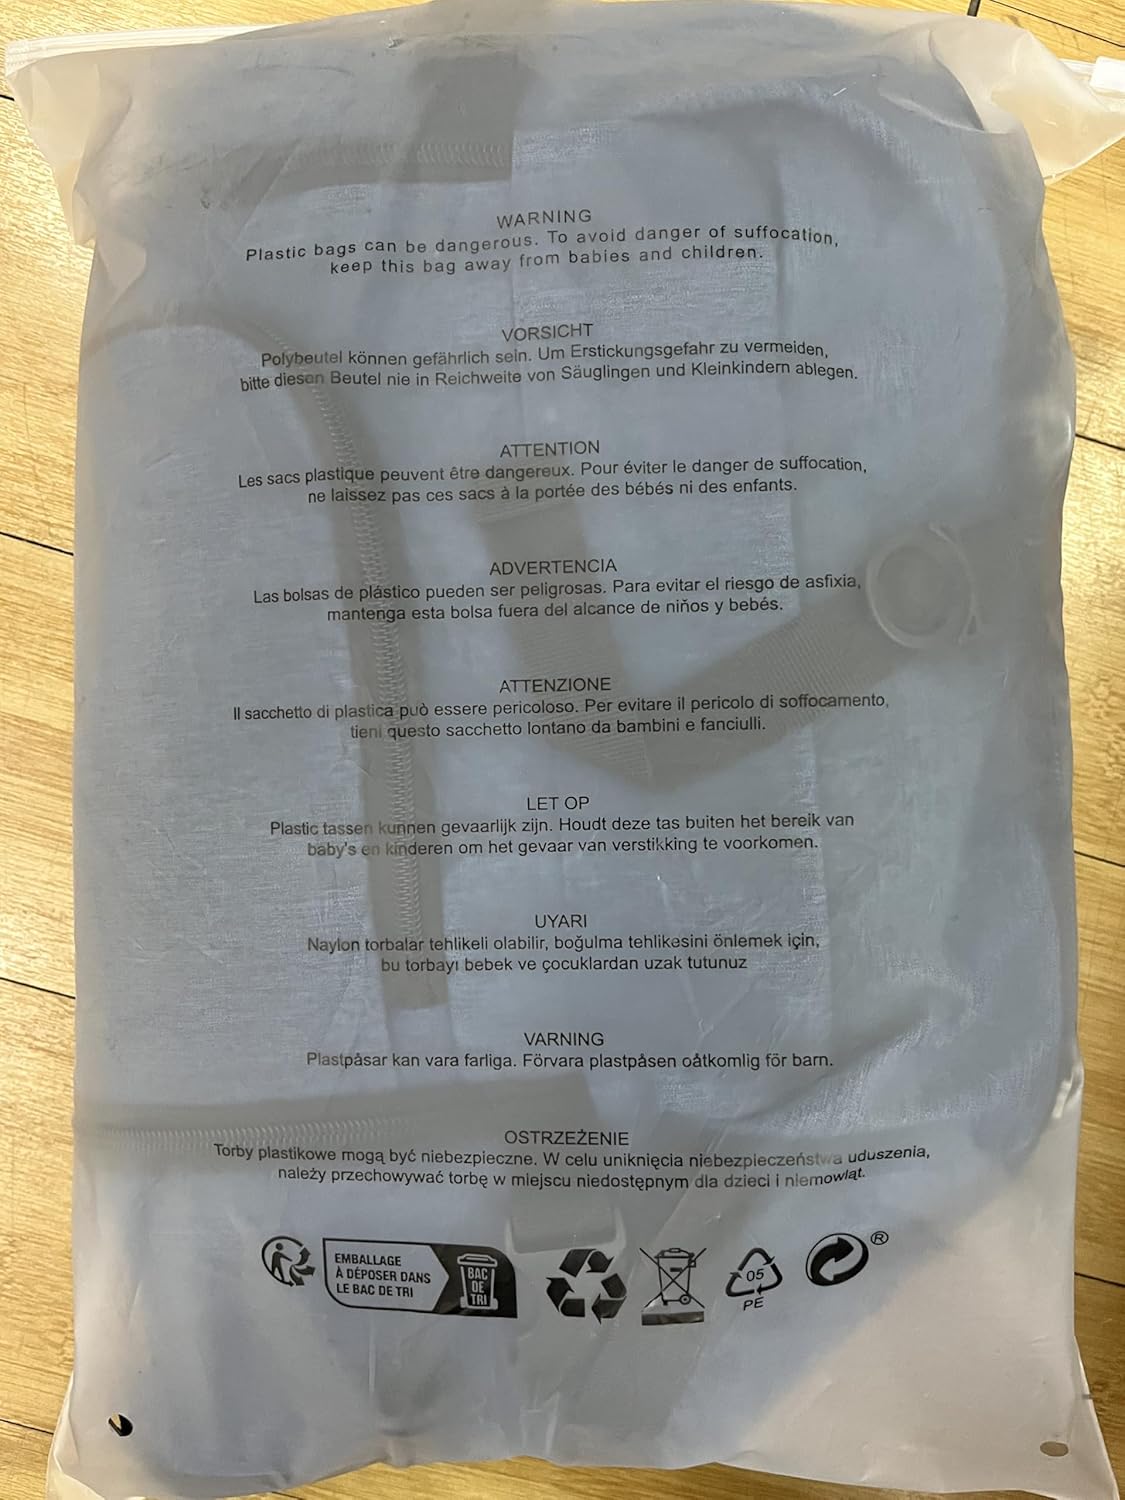 WARNING
Plastic bags can be dangerous. To avoid danger of suffocation,
keep this bag away from babies and children.
VORSICHT
Polybeutel können gefährlich sein. Um Erstickungsgefahr zu vermeiden,
bitte diesen Beutel nie in Reichweite von Säuglingen und Kleinkindern ablegen.
ATTENTION
Les sacs plastique peuvent être dangereux. Pour éviter le danger de suffocation,
ne laissez pas ces sacs à la portée des bébés ni des enfants.
ADVERTENCIA
Las bolsas de plástico pueden ser peligrosas. Para evitar el riesgo de asfixia,
mantenga esta bolsa fuera del alcance de niños y bebés.
ATTENZIONE
Il sacchetto di plastica può essere pericoloso. Per evitare il pericolo di soffocamento,
tieni questo sacchetto lontano da bambini e fanciulli.
LET OP
Plastic tassen kunnen gevaarlijk zijn. Houdt deze tas buiten het bereik van
baby's en kinderen om het gevaar van verstikking te voorkomen.
UYARI
Naylon torbalar tehlikeli olabilir, boğulma tehlikesini önlemek için,
bu torbayı bebek ve çocuklardan uzak tutunuz
VARNING
Plastpåsar kan vara farliga. Förvara plastpåsen oåtkomlig för barn.
OSTRZEŻENIE
Torby plastikowe mogą być niebezpieczne. W celu uniknięcia niebezpieczeństwa uduszenia,
należy przechowywać torbę w miejscu niedostępnym dla dzieci i niemowląt.
EMBALLAGE
À DÉPOSER DANS
LE BAC DE TRI
BAC
DE
TRI
05
PE
®